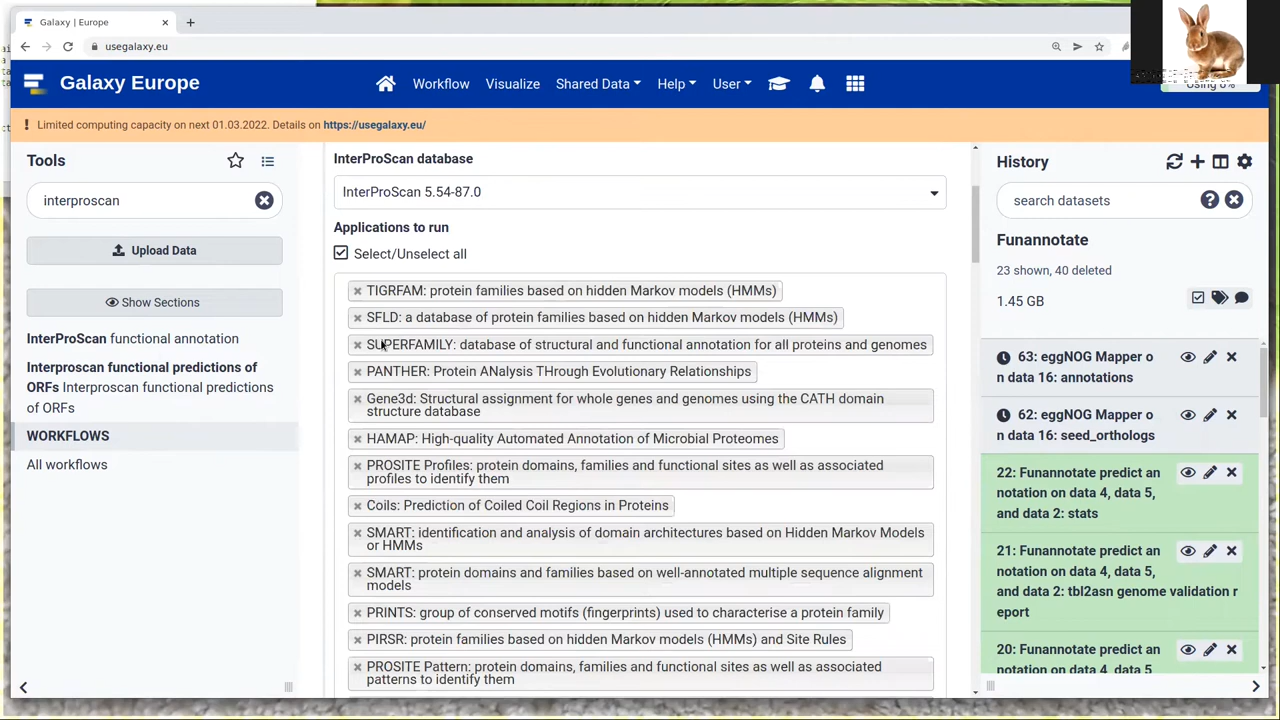 Galaxy | Europe
usegalaxy.eu
Galaxy Europe
Workflow
Visualize
Shared Data
Help
User
Limited computing capacity on next 01.03.2022. Details on https://usegalaxy.eu/
Tools
interproscan
Upload Data
Show Sections
InterProScan functional annotation
Interproscan functional predictions of
ORFs Interproscan functional predictions
of ORFs
WORKFLOWS
All workflows
InterProScan database
InterProScan 5.54-87.0
Applications to run
Select/Unselect all
TIGRFAM: protein families based on hidden Markov models (HMMs)
SFLD: a database of protein families based on hidden Markov models (HMMs)
SUPERFAMILY: database of structural and functional annotation for all proteins and genomes
PANTHER: Protein ANalysis THrough Evolutionary Relationships
Gene3d: Structural assignment for whole genes and genomes using the CATH domain
structure database
HAMAP: High-quality Automated Annotation of Microbial Proteomes
PROSITE Profiles: protein domains, families and functional sites as well as associated
profiles to identify them
Coils: Prediction of Coiled Coil Regions in Proteins
SMART: identification and analysis of domain architectures based on Hidden Markov Models
or HMMs
SMART: protein domains and families based on well-annotated multiple sequence alignment
models
PRINTS: group of conserved motifs (fingerprints) used to characterise a protein family
PIRSR: protein families based on hidden Markov models (HMMs) and Site Rules
PROSITE Pattern: protein domains, families and functional sites as well as associated
patterns to identify them
History
search datasets
Funannotate
23 shown, 40 deleted
1.45 GB
63: eggNOG Mapper o
n data 16: annotations
62: eggNOG Mapper o
n data 16: seed_orthologs
22: Funannotate predict an
notation on data 4, data 5,
and data 2: stats
21: Funannotate predict an
notation on data 4, data 5,
and data 2: tbl2asn genome validation r
eport
20: Funannotate predict an
notation on data 4, data 5